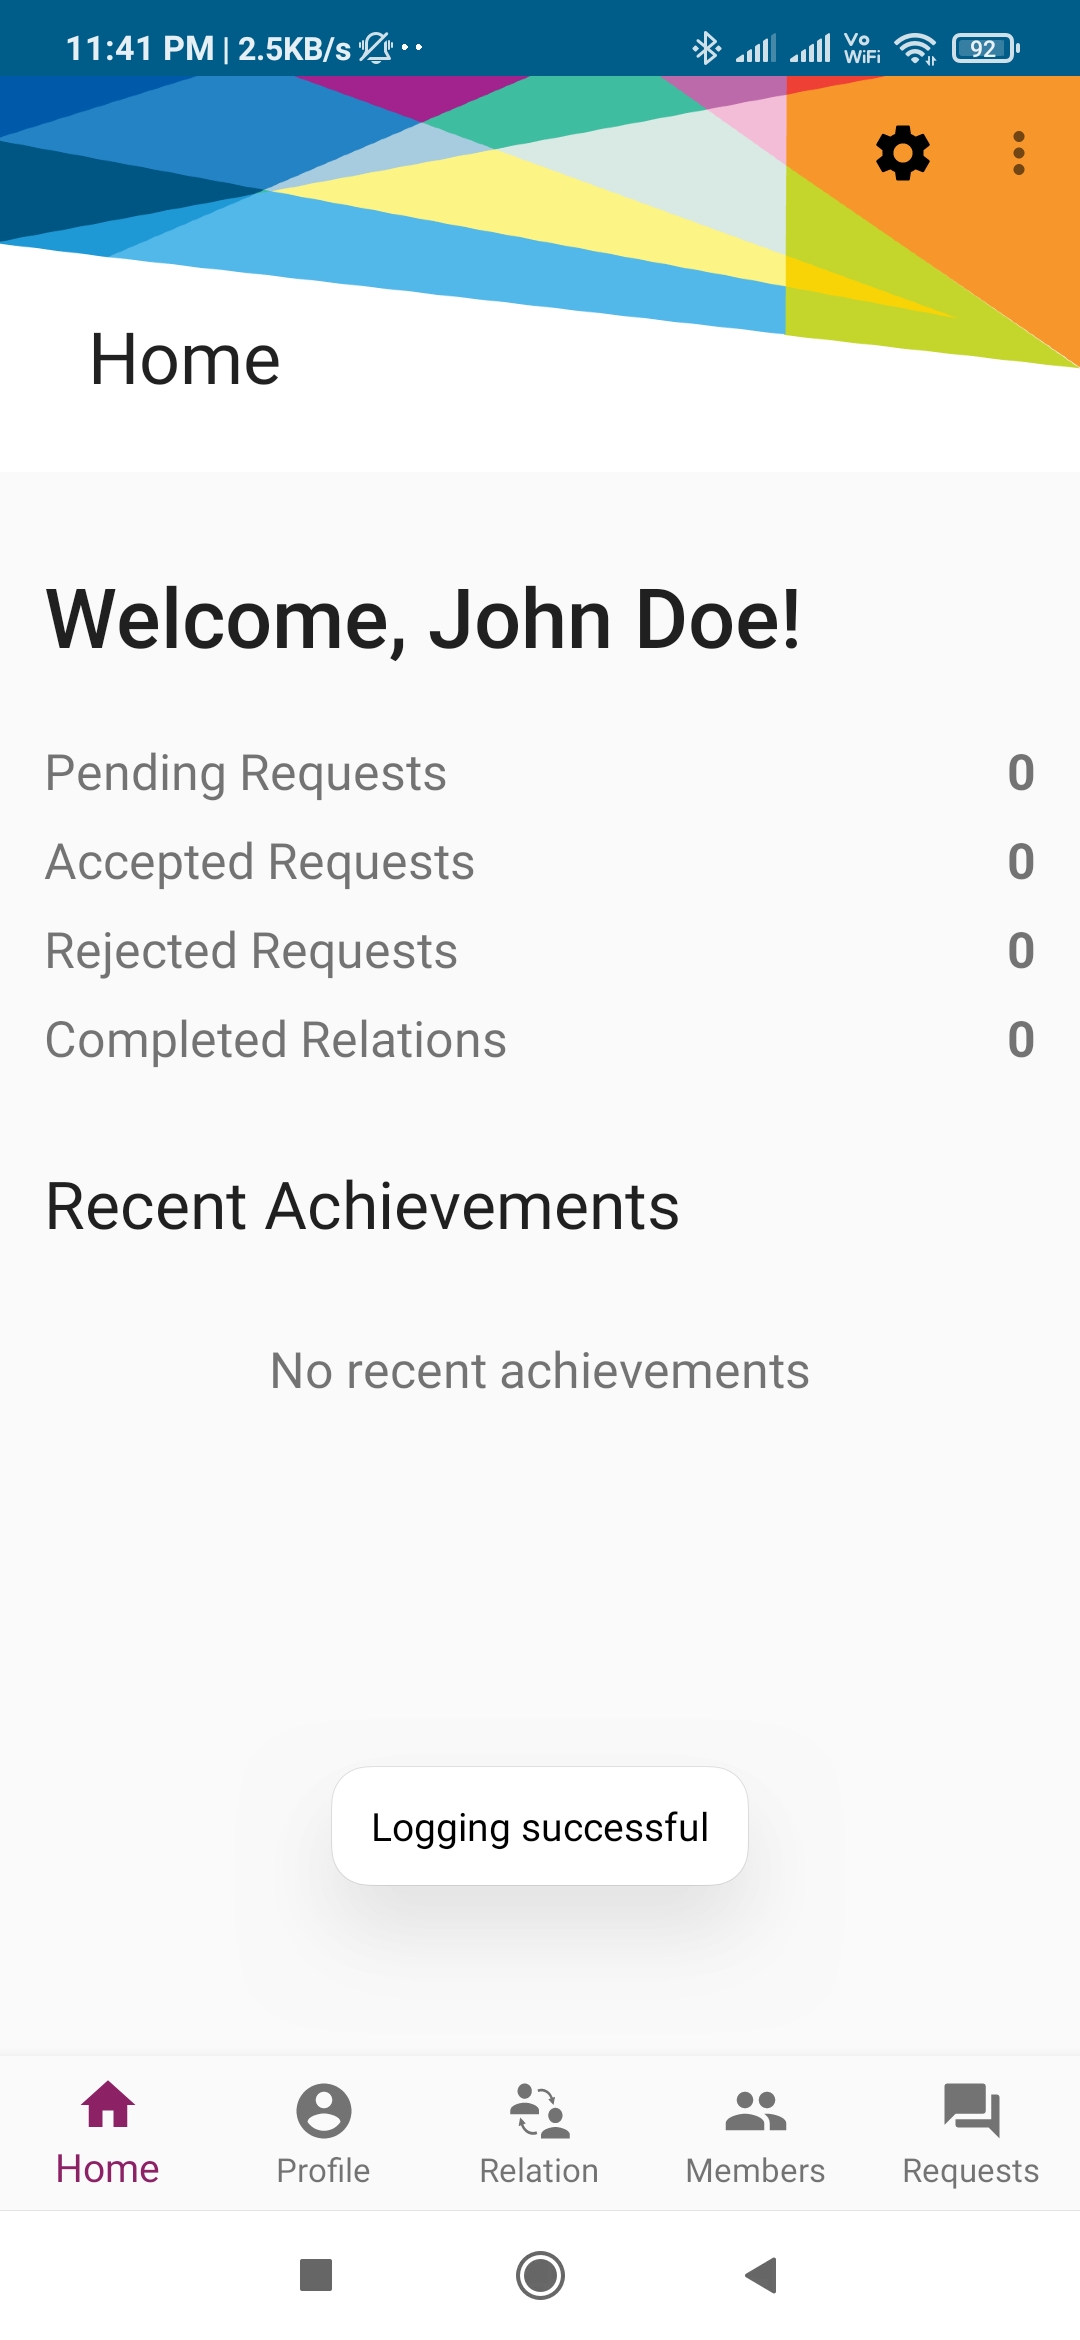 11:41 PM | 2.5KB/s
Vo WiFi
92
Home
Welcome, John Doe!
Pending Requests 0
Accepted Requests 0
Rejected Requests 0
Completed Relations 0
Recent Achievements
No recent achievements
Logging successful
Home Profile Relation Members Requests